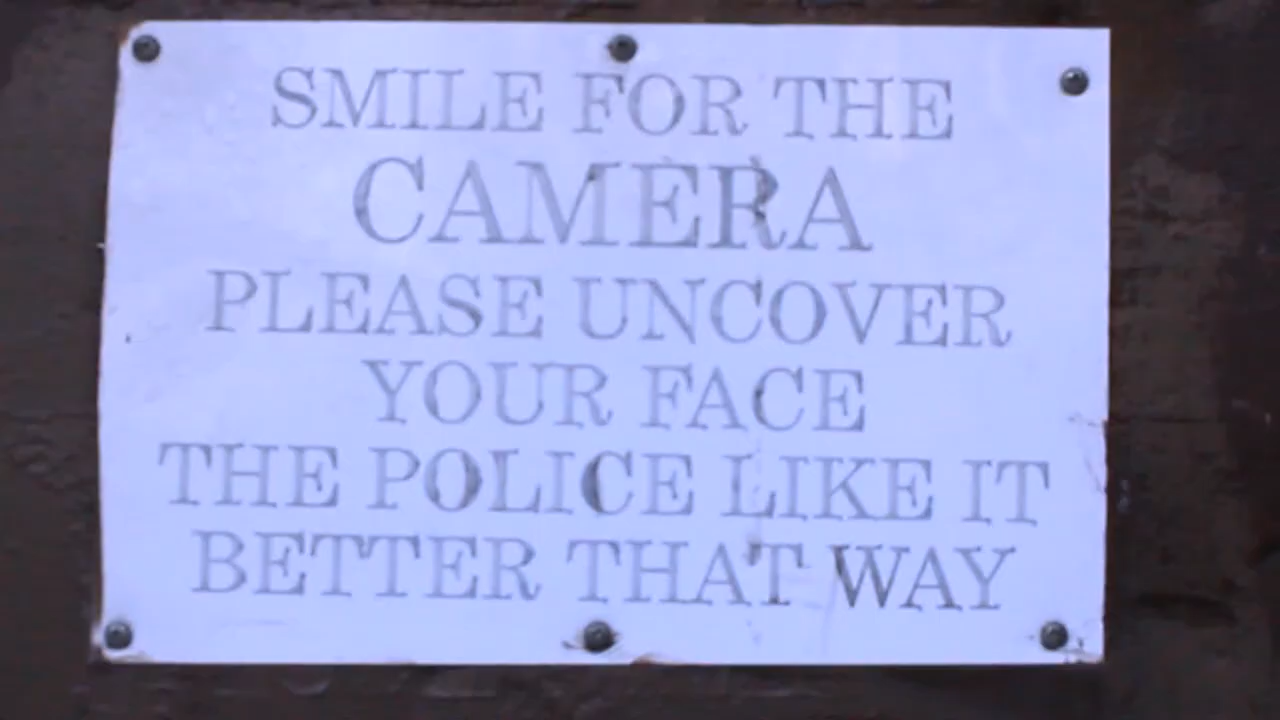 SMILE FOR THE
CAMERA
PLEASE UNCOVER
YOUR FACE
THE POLICE LIKE IT
BETTER THAT WAY